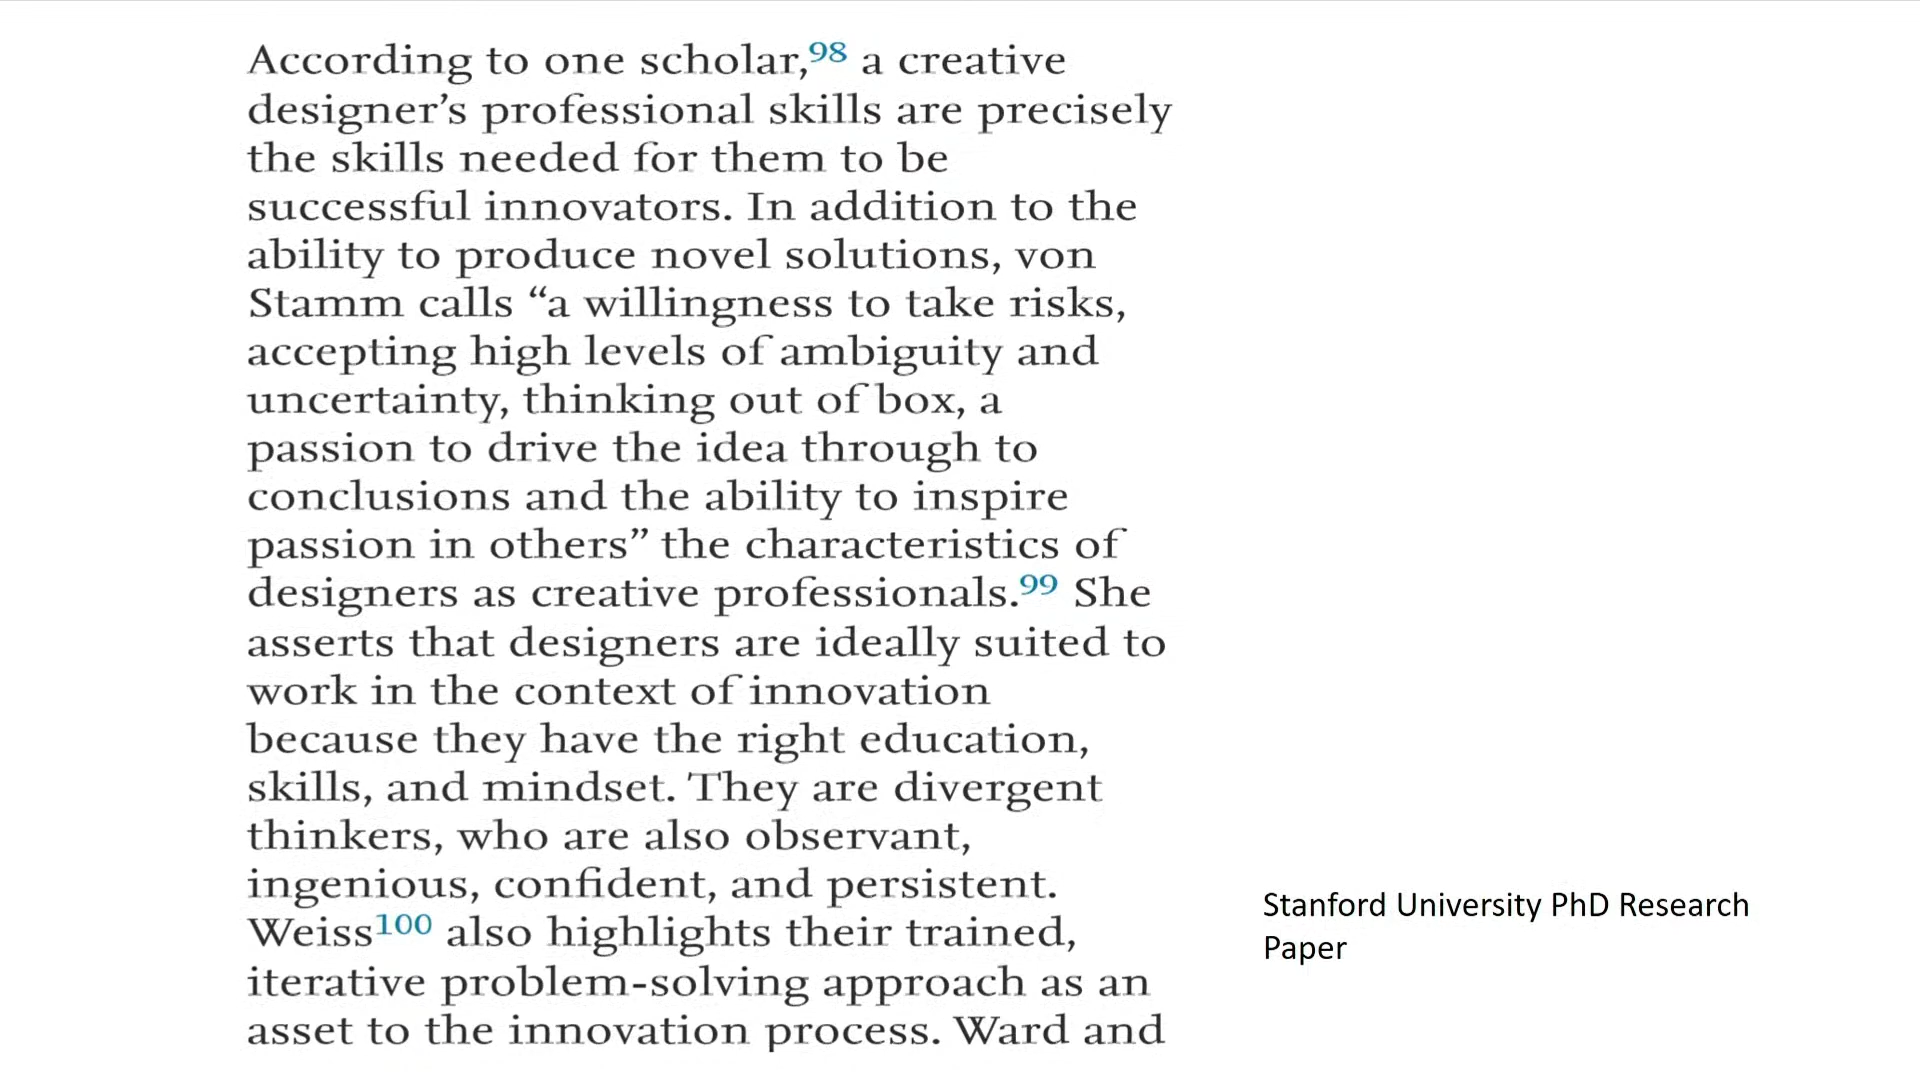 According to one scholar,98 a creative
designer’s professional skills are precisely
the skills needed for them to be
successful innovators. In addition to the
ability to produce novel solutions, von
Stamm calls “a willingness to take risks,
accepting high levels of ambiguity and
uncertainty, thinking out of box, a
passion to drive the idea through to
conclusions and the ability to inspire
passion in others” the characteristics of
designers as creative professionals.99 She
asserts that designers are ideally suited to
work in the context of innovation
because they have the right education,
skills, and mindset. They are divergent
thinkers, who are also observant,
ingenious, confident, and persistent.
Weiss100 also highlights their trained,
iterative problem-solving approach as an
asset to the innovation process. Ward and
Stanford University PhD Research
Paper